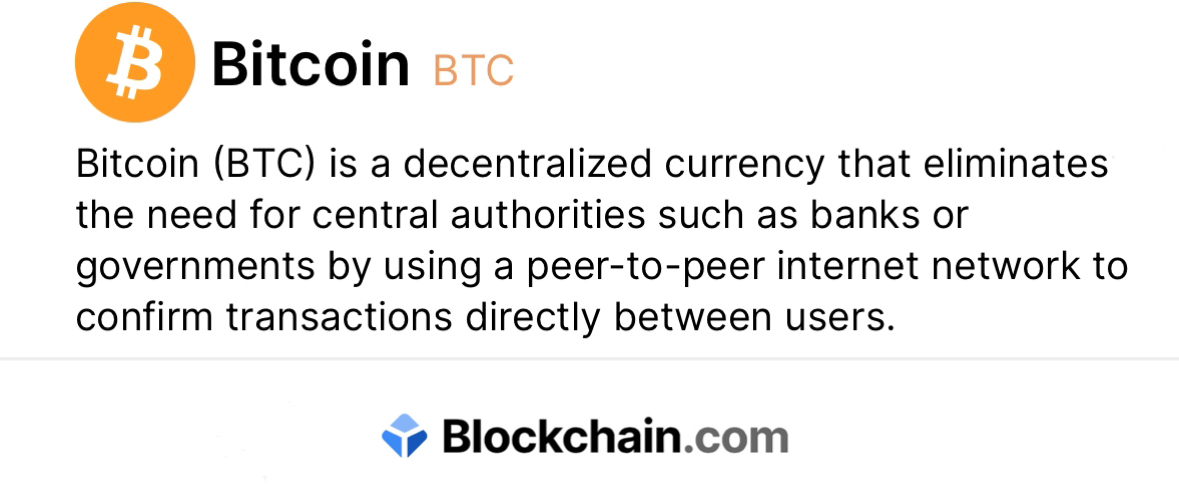 Bitcoin BTC
Bitcoin (BTC) is a decentralized currency that eliminates
the need for central authorities such as banks or
governments by using a peer-to-peer internet network to
confirm transactions directly between users.
Blockchain.com